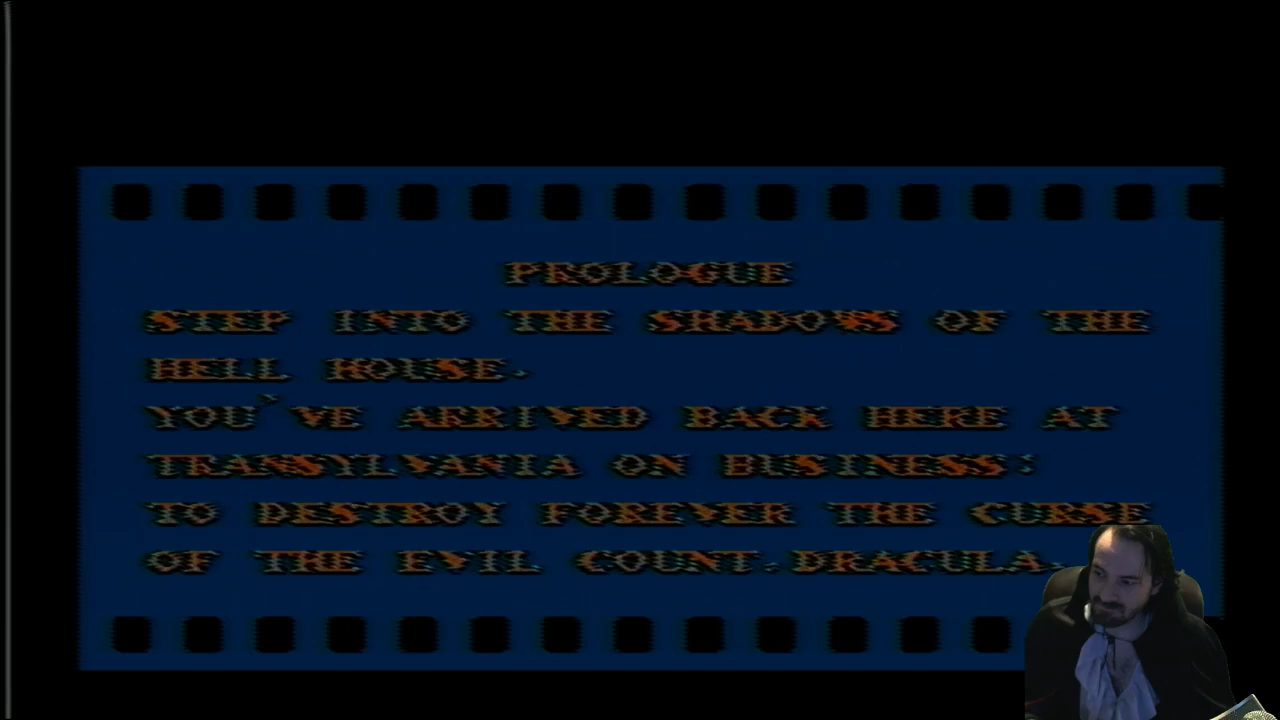 PROLOGUE
STEP INTO THE SHADOWS OF THE
HELL HOUSE.
YOU'VE ARRIVED BACK HERE AT
TRANSYLVANIA ON BUSINESS:
TO DESTROY FOREVER THE CURSE
OF THE EVIL COUNT.DRACULA.